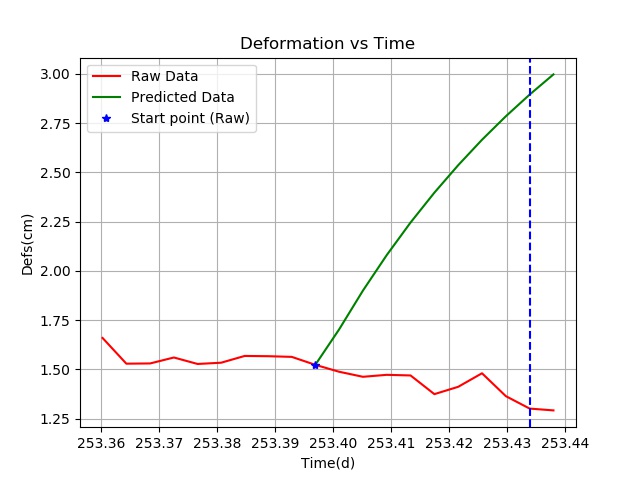 Deformation vs Time
Raw Data
Predicted Data
Start point (Raw)
3.00
2.75
2.50
2.25
2.00
1.75
1.50
1.25
Defs(cm)
253.36 253.37 253.38 253.39 253.40 253.41 253.42 253.43 253.44
Time(d)